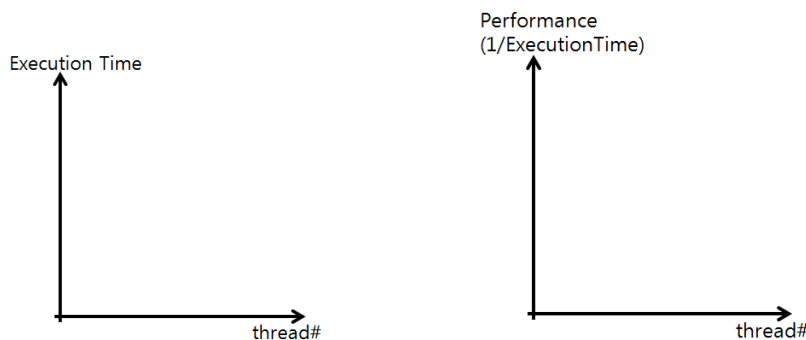 Execution Time
thread#
Performance
(1/ExecutionTime)
thread#